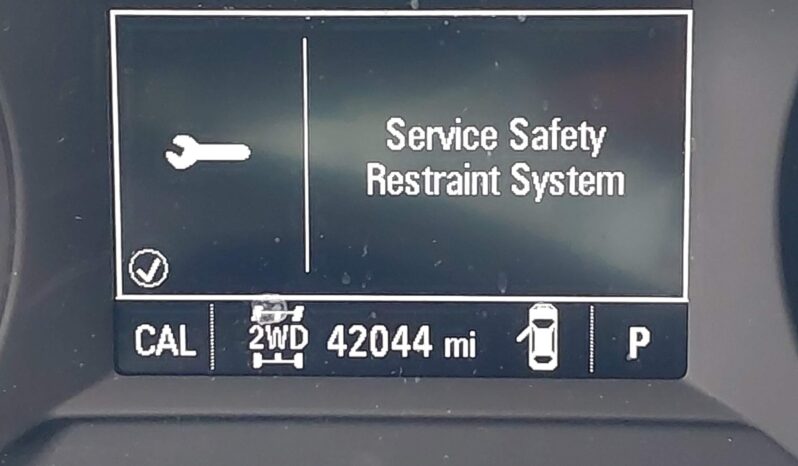 Service Safety
Restraint System
CAL 2WD 42044 mi P